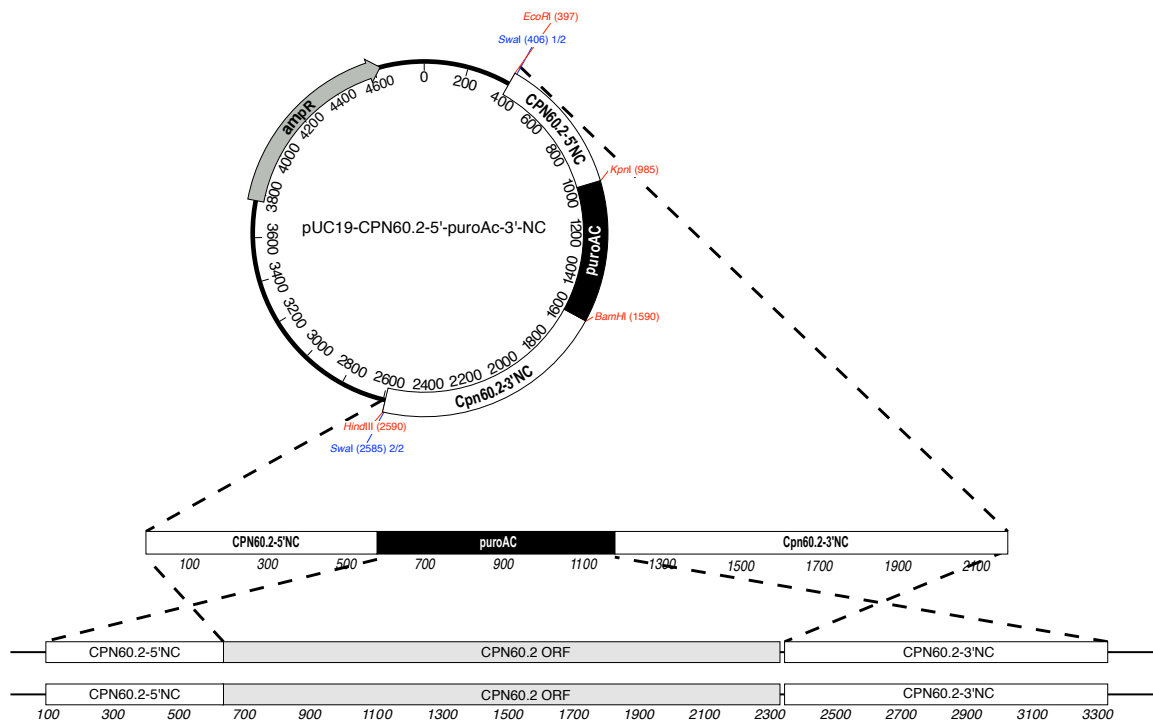 EcoRI (397)
SwaI (406) 1/2
0
200
400
600
800
1000
1200
1400
1600
1800
2000
2200
2400
2600
2800
3000
3200
3400
3600
3800
4000
4200
4400
4600
ampR
CPN60.2-5'NC
KpnI (985)
puroAC
pUC19-CPN60.2-5'-puroAc-3'-NC
BamHI (1590)
Cpn60.2-3'NC
HindIII (2590)
SwaI (2585) 2/2
CPN60.2-5'NC puroAC Cpn60.2-3'NC
100 300 500 700 900 1100 1300 1500 1700 1900 2100
CPN60.2-5'NC CPN60.2 ORF CPN60.2-3'NC
CPN60.2-5'NC CPN60.2 ORF CPN60.2-3'NC
100 300 500 700 900 1100 1300 1500 1700 1900 2100 2300 2500 2700 2900 3100 3300